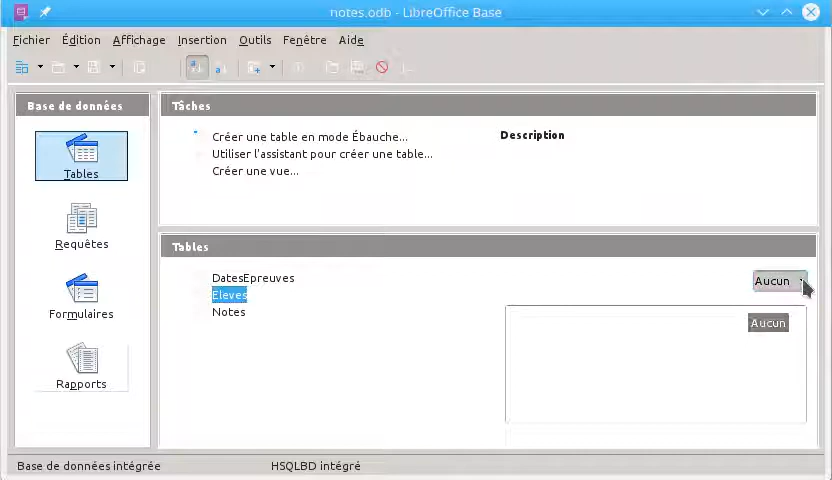 notes.odb - LibreOffice Base
Fichier Édition Affichage Insertion Outils Fenêtre Aide
Base de données
Tables
Requêtes
Formulaires
Rapports
Tâches
Créer une table en mode Ébauche...
Utiliser l'assistant pour créer une table...
Créer une vue...
Description
Tables
DatesEpreuves
Eleves
Notes
Aucun
Aucun
Base de données intégrée
HSQLBD intégré